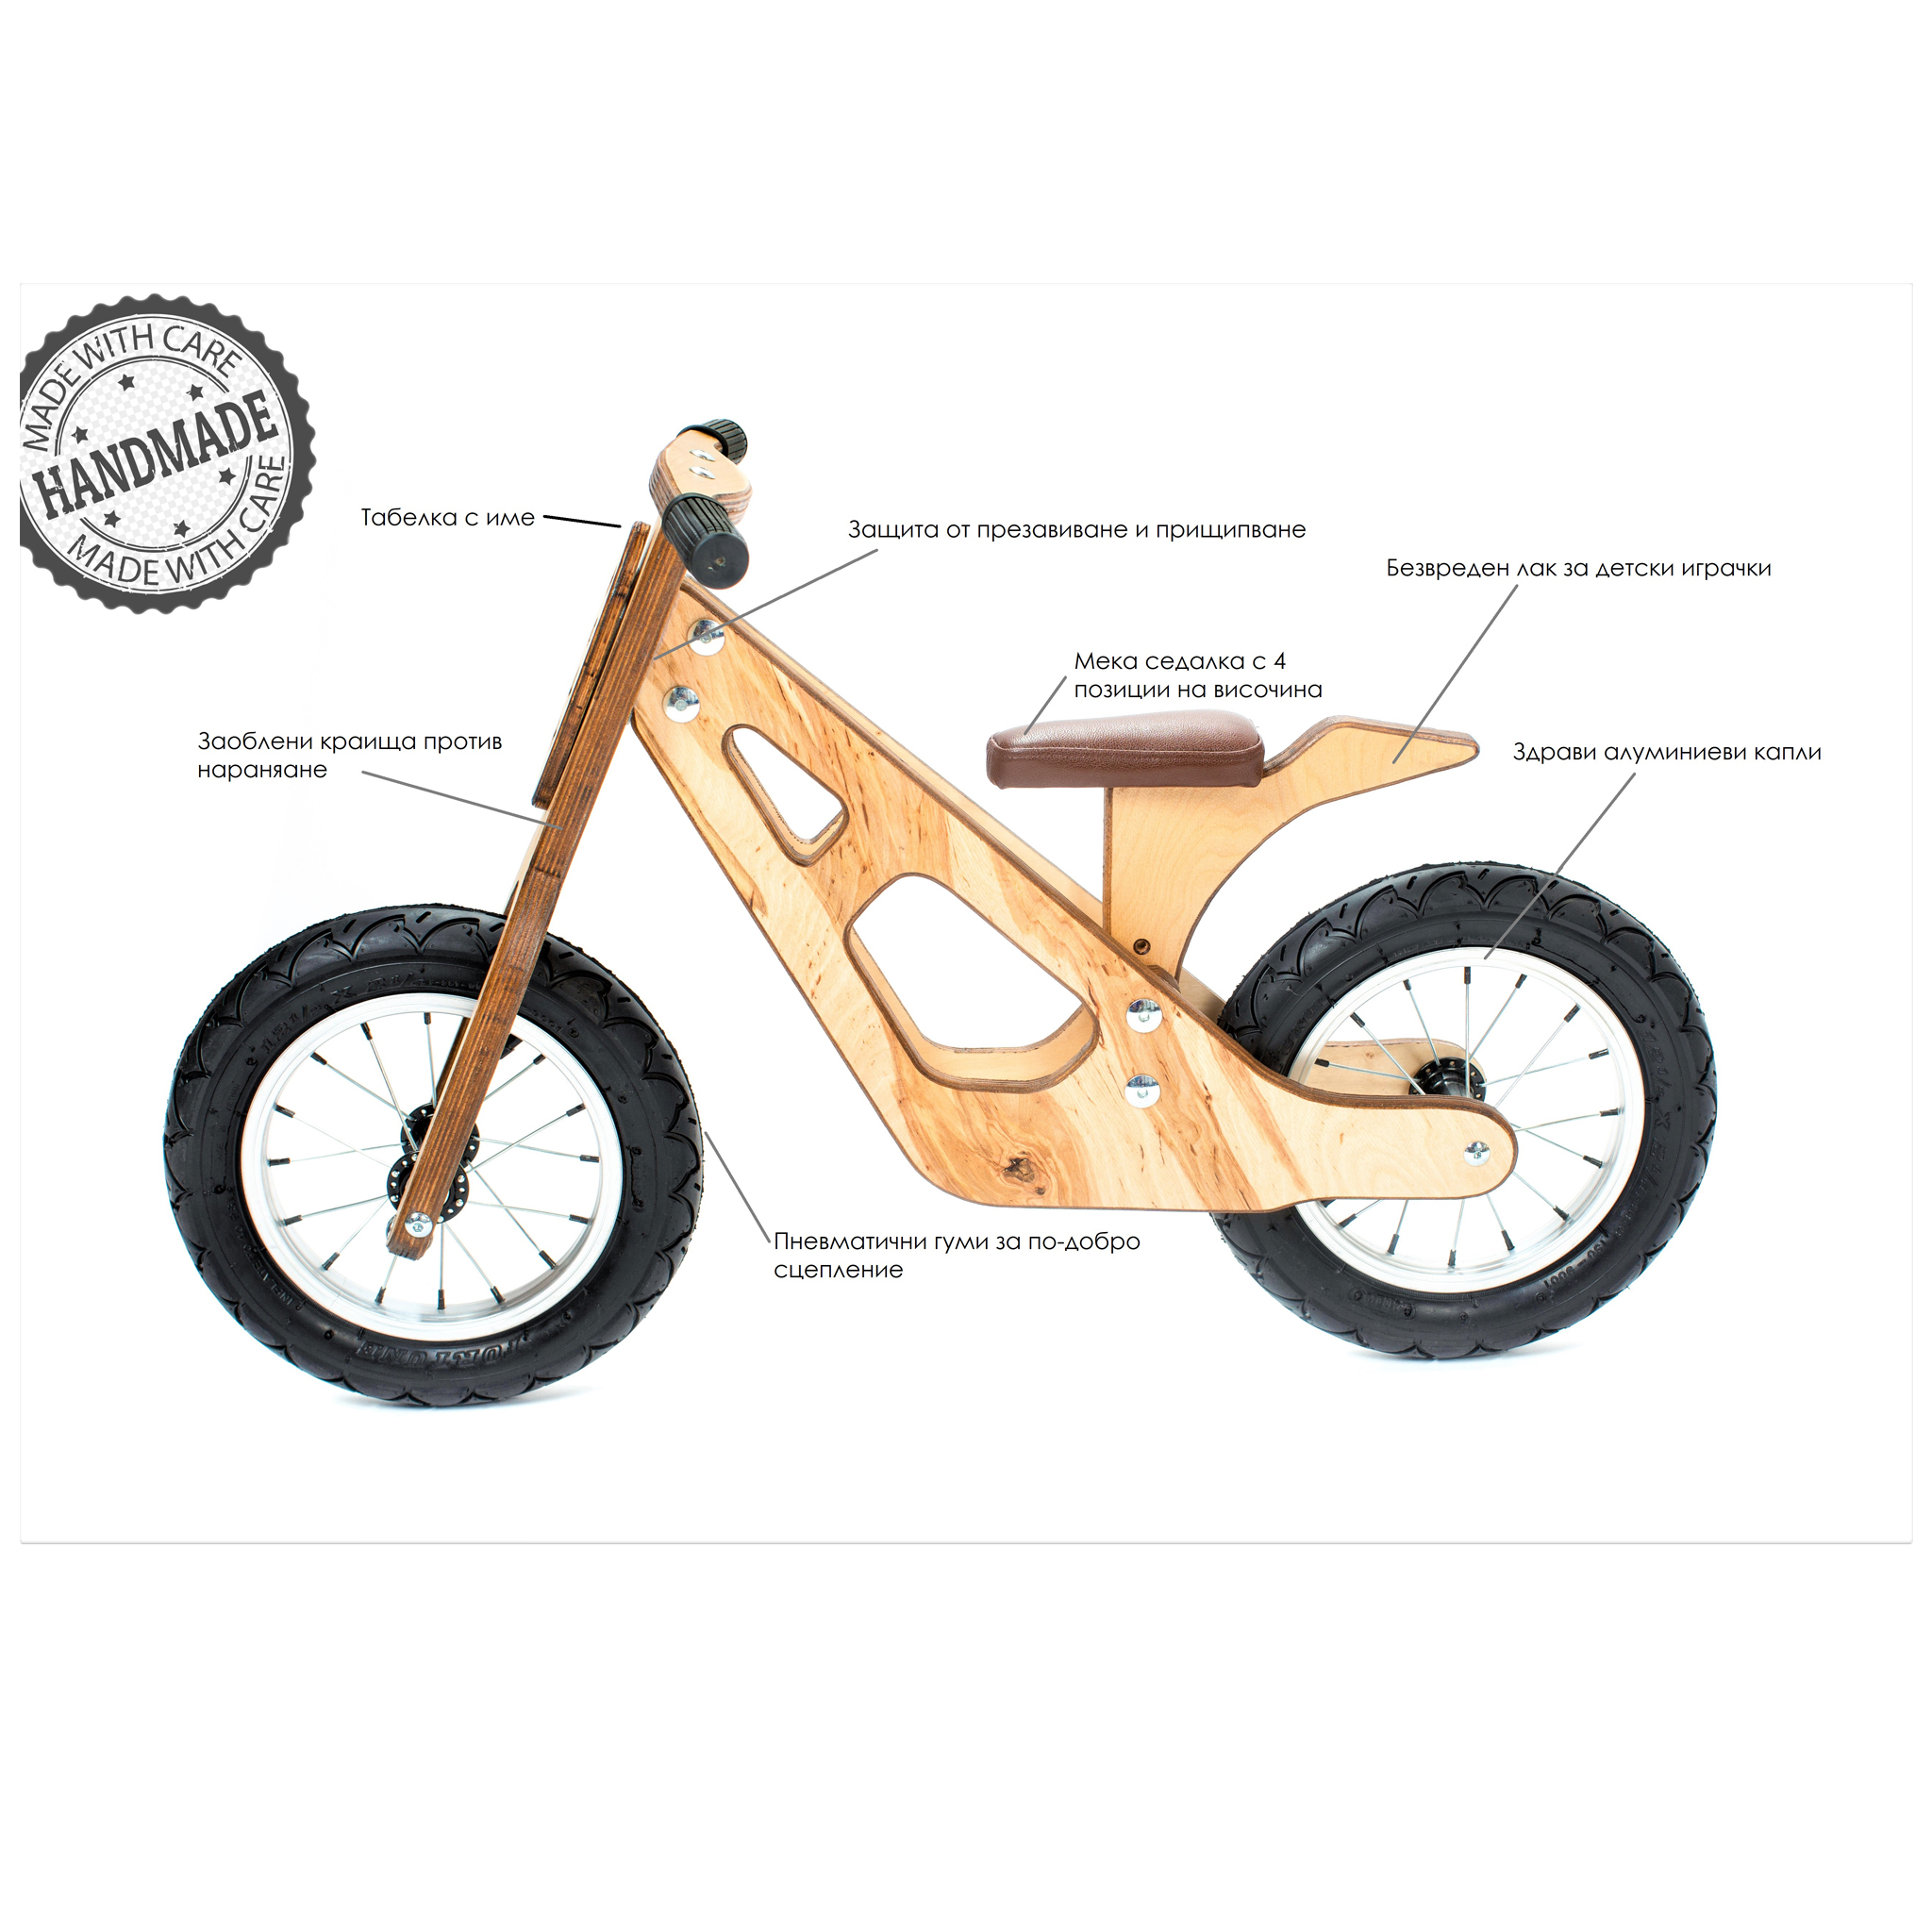 MADE WITH CARE
HANDMADE
MADE WITH CARE
Табелка с име
Защита от презавиване и прищипване
Безвреден лак за детски играчки
Мека седалка с 4
позиции на височина
Заоблени краища против
нараняане
Здрави алуминиеви капли
Пневматични гуми за по-добро
сцепление